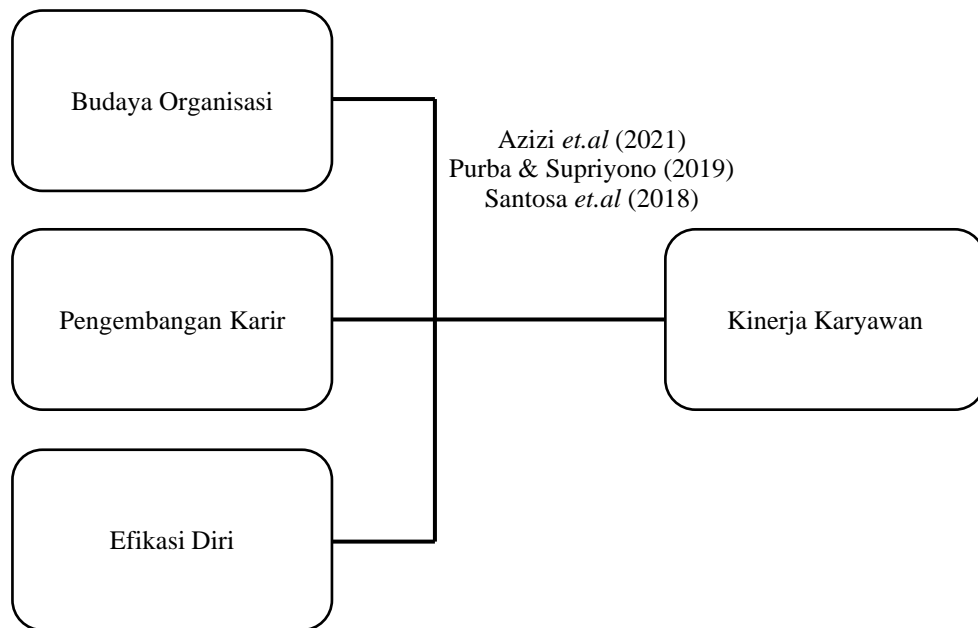 Budaya Organisasi
Azizi et.al (2021)
Purba & Supriyono (2019)
Santosa et.al (2018)
Pengembangan Karir
Kinerja Karyawan
Efikasi Diri